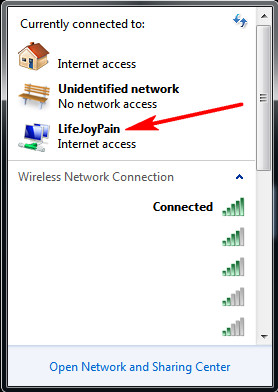 Currently connected to:
Internet access
Unidentified network
No network access
LifeJoyPain
Internet access
Wireless Network Connection
Connected
Open Network and Sharing Center